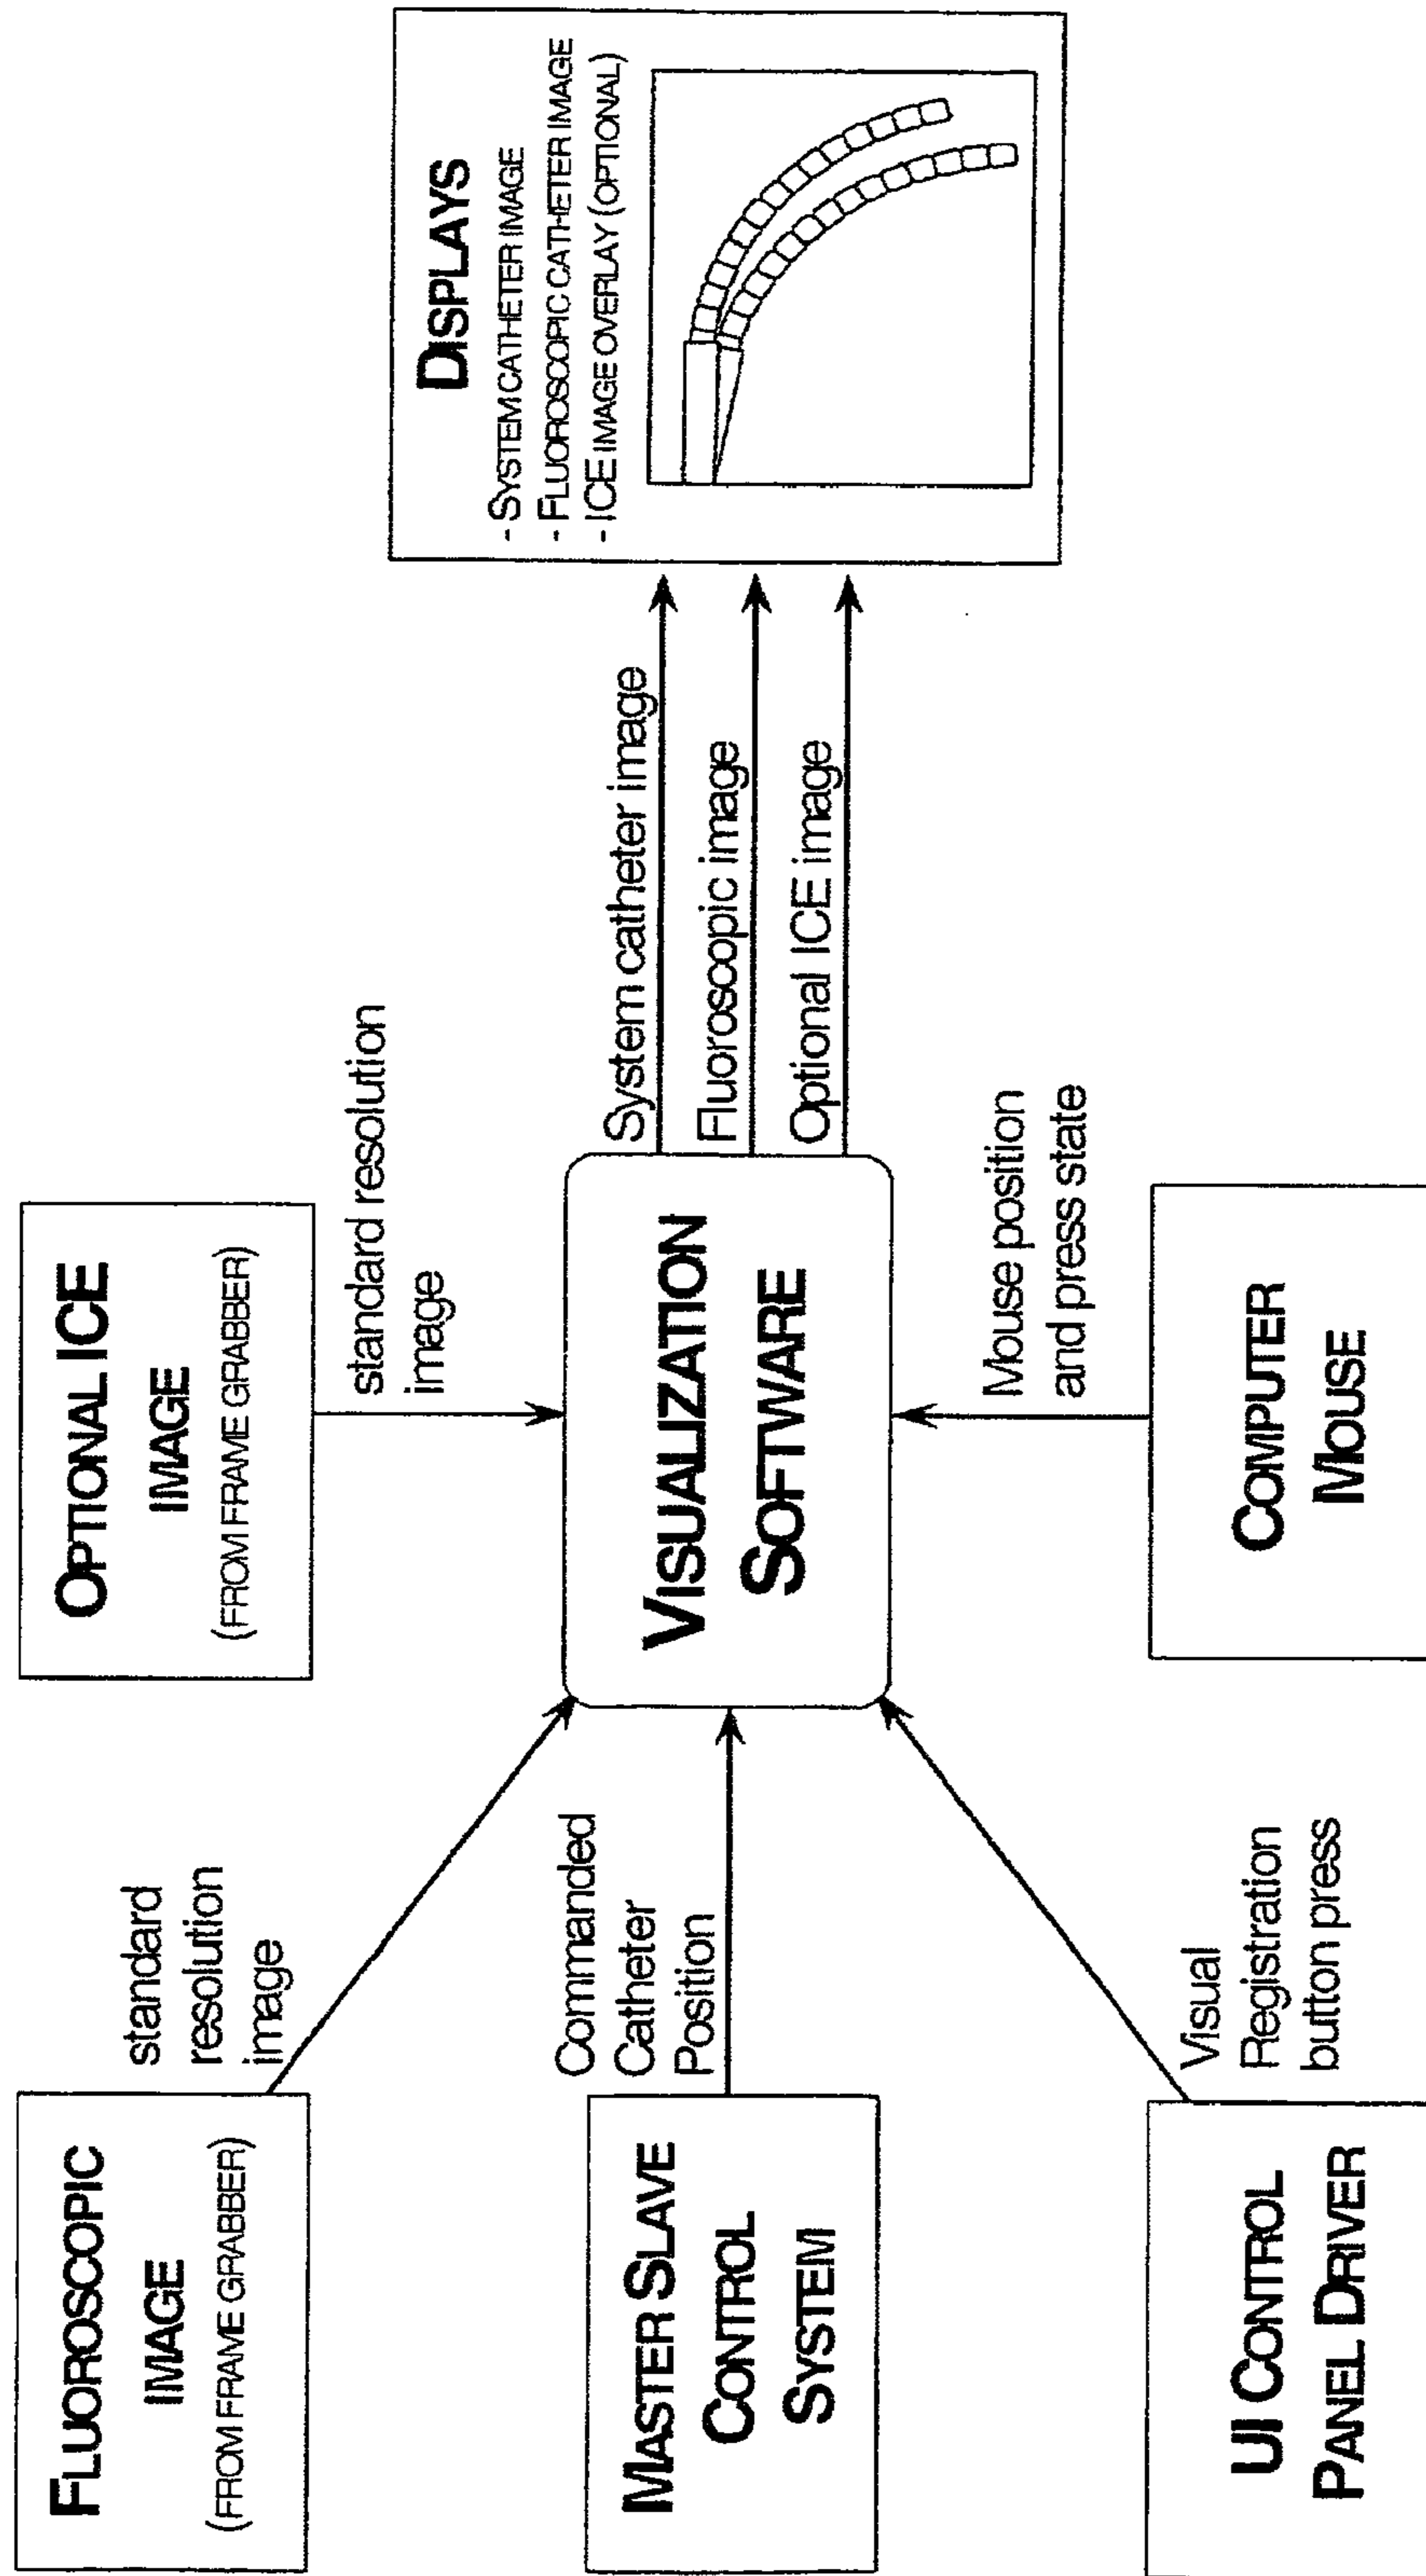 FLUOROSCOPIC
IMAGE
(FROM FRAME GRABBER)
standard
resolution
image
OPTIONAL ICE
IMAGE
(FROM FRAME GRABBER)
standard resolution
image
MASTER SLAVE
CONTROL
SYSTEM
Commanded
Catheter
Position
VISUALIZATION
SOFTWARE
System catheter image
Fluoroscopic image
Optional ICE image
DISPLAYS
- SYSTEM CATHETER IMAGE
- FLUOROSCOPIC CATHETER IMAGE
- ICE IMAGE OVERLAY (OPTIONAL)
UI CONTROL
PANEL DRIVER
Visual
Registration
button press
COMPUTER
MOUSE
Mouse position
and press state